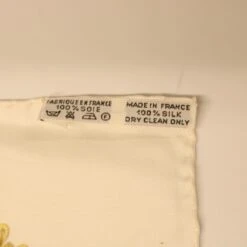 FABRIQUE EN FRANCE
100% SOIE
MADE IN FRANCE
100% SILK
DRY CLEAN ONLY